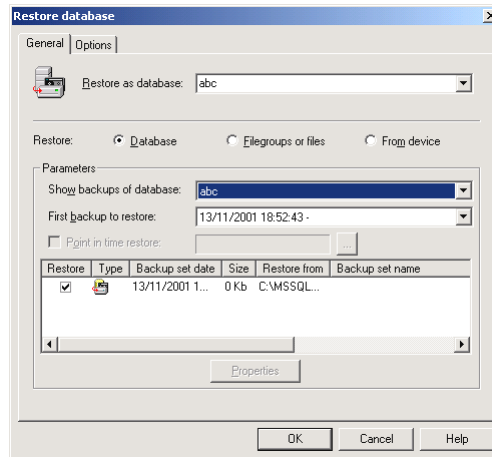 Restore database
General Options
Restore as database: abc
Restore: Database Filegroups or files From device
Parameters
Show backups of database: abc
First backup to restore: 13/11/2001 18:52:43 -
Point in time restore: ...
Restore Type Backup set date Size Restore from Backup set name
13/11/2001 1... 0 Kb C:\MSSQL...
Properties
OK Cancel Help